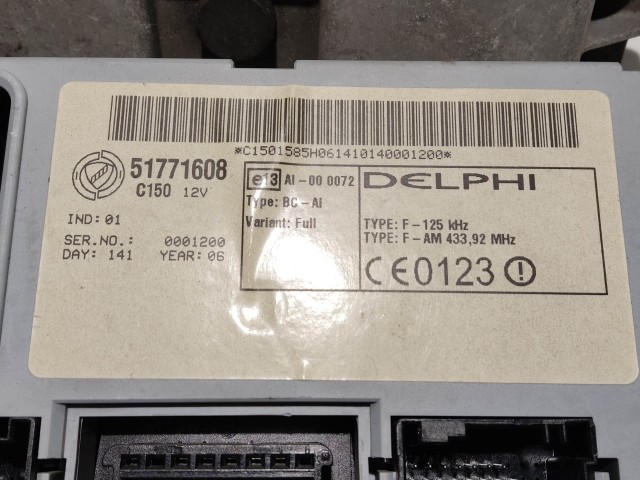 *C1501585H061410140001200*
51771608
C150 12V
IND: 01
SER.NO.: 0001200
DAY: 141 YEAR: 06
e13 AI-00 0072
Type: BC-AI
Variant: Full
DELPHI
TYPE: F-125 kHz
TYPE: F-AM 433,92 MHz
CE0123